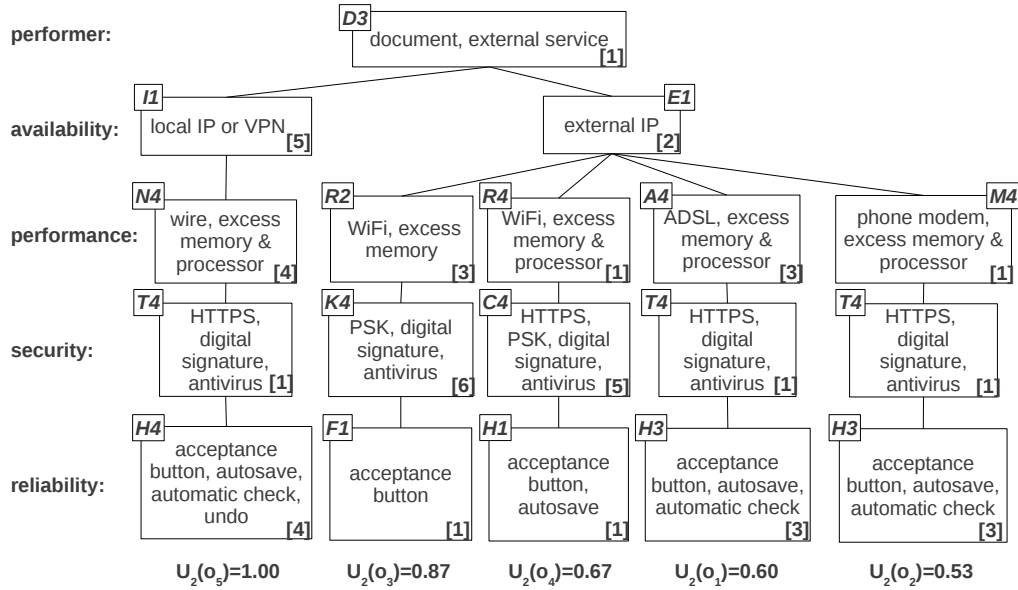 performer:
D3
document, external service
[1]
availability:
I1
local IP or VPN
[5]
E1
external IP
[2]
performance:
N4
wire, excess
memory &
processor
[4]
R2
WiFi, excess
memory
[3]
R4
WiFi, excess
memory &
processor
[1]
A4
ADSL, excess
memory &
processor
[3]
M4
phone modem,
excess memory &
processor
[1]
security:
T4
HTTPS,
digital
signature,
antivirus
[1]
K4
PSK, digital
signature,
antivirus
[6]
C4
HTTPS,
PSK, digital
signature,
antivirus
[5]
T4
HTTPS,
digital
signature,
antivirus
[1]
T4
HTTPS,
digital
signature,
antivirus
[1]
reliability:
H4
acceptance
button, autosave,
automatic check,
undo
[4]
F1
acceptance
button
[1]
H1
acceptance
button,
autosave
[1]
H3
acceptance
button, autosave,
automatic check
[3]
H3
acceptance
button, autosave,
automatic check
[3]
U₂(o₅)=1.00
U₂(o₃)=0.87
U₂(o₄)=0.67
U₂(o₁)=0.60
U₂(o₂)=0.53